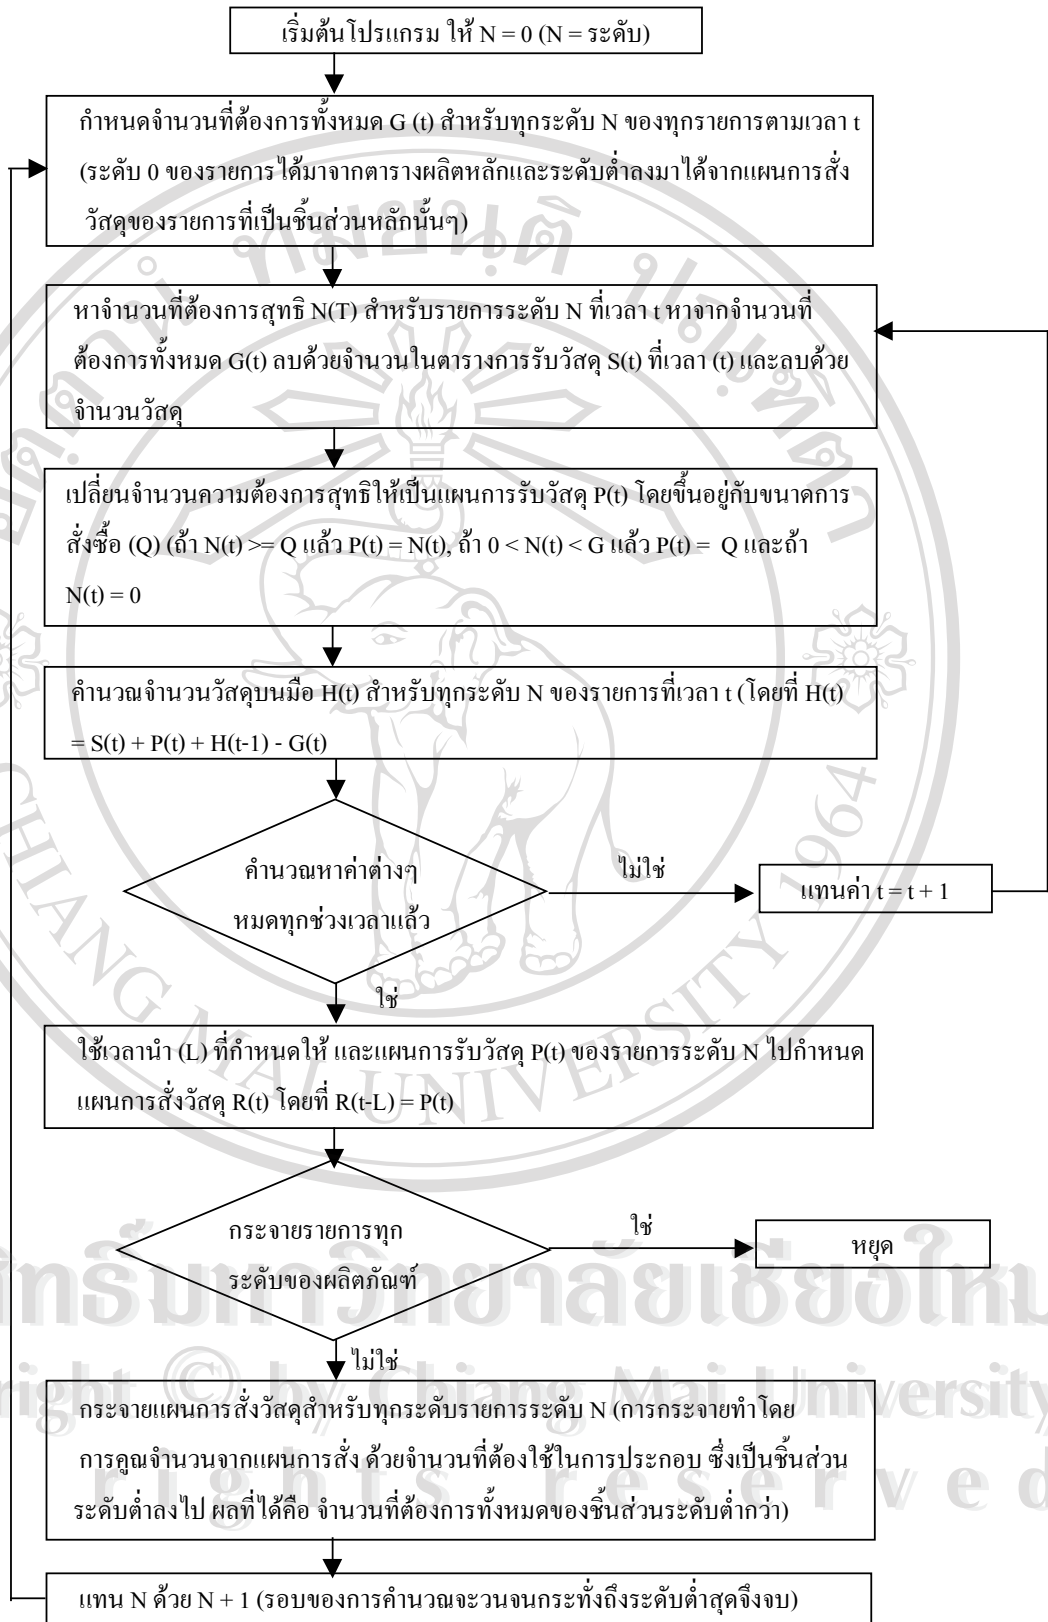 เริ่มต้นโปรแกรม ให้ N = 0 (N = ระดับ)
กำหนดจำนวนที่ต้องการทั้งหมด G (t) สำหรับทุกระดับ N ของทุกรายการตามเวลา t
(ระดับ 0 ของรายการได้มาจากตารางผลิตหลักและระดับต่ำลงมาได้จากแผนการสั่ง
วัสดุของรายการที่เป็นชิ้นส่วนหลักนั้นๆ)
หาจำนวนที่ต้องการสุทธิ N(T) สำหรับรายการระดับ N ที่เวลา t หาจากจำนวนที่
ต้องการทั้งหมด G(t) ลบด้วยจำนวนในตารางการรับวัสดุ S(t) ที่เวลา (t) และลบด้วย
จำนวนวัสดุ
เปลี่ยนจำนวนความต้องการสุทธิให้เป็นแผนการรับวัสดุ P(t) โดยขึ้นอยู่กับขนาดการ
สั่งซื้อ (Q) (ถ้า N(t) >= Q แล้ว P(t) = N(t), ถ้า 0 < N(t) < G แล้ว P(t) = Q และถ้า
N(t) = 0
คำนวณจำนวนวัสดุบนมือ H(t) สำหรับทุกระดับ N ของรายการที่เวลา t (โดยที่ H(t)
= S(t) + P(t) + H(t-1) - G(t)
คำนวณหาค่าต่างๆ
หมดทุกช่วงเวลาแล้ว
ไม่ใช่
แทนค่า t = t + 1
ใช่
ใช้เวลานำ (L) ที่กำหนดให้ และแผนการรับวัสดุ P(t) ของรายการระดับ N ไปกำหนด
แผนการสั่งวัสดุ R(t) โดยที่ R(t-L) = P(t)
กระจายรายการทุก
ระดับของผลิตภัณฑ์
ใช่
หยุด
ไม่ใช่
กระจายแผนการสั่งวัสดุสำหรับทุกระดับรายการระดับ N (การกระจายทำโดย
การคูณจำนวนจากแผนการสั่ง ด้วยจำนวนที่ต้องใช้ในการประกอบ ซึ่งเป็นชิ้นส่วน
ระดับต่ำลงไป ผลที่ได้คือ จำนวนที่ต้องการทั้งหมดของชิ้นส่วนระดับต่ำกว่า)
แทน N ด้วย N + 1 (รอบของการคำนวณจะวนจนกระทั่งถึงระดับต่ำสุดจึงจบ)
CHIANG MAI UNIVERSITY 1964
right © by Chiang Mai University
rights reserved